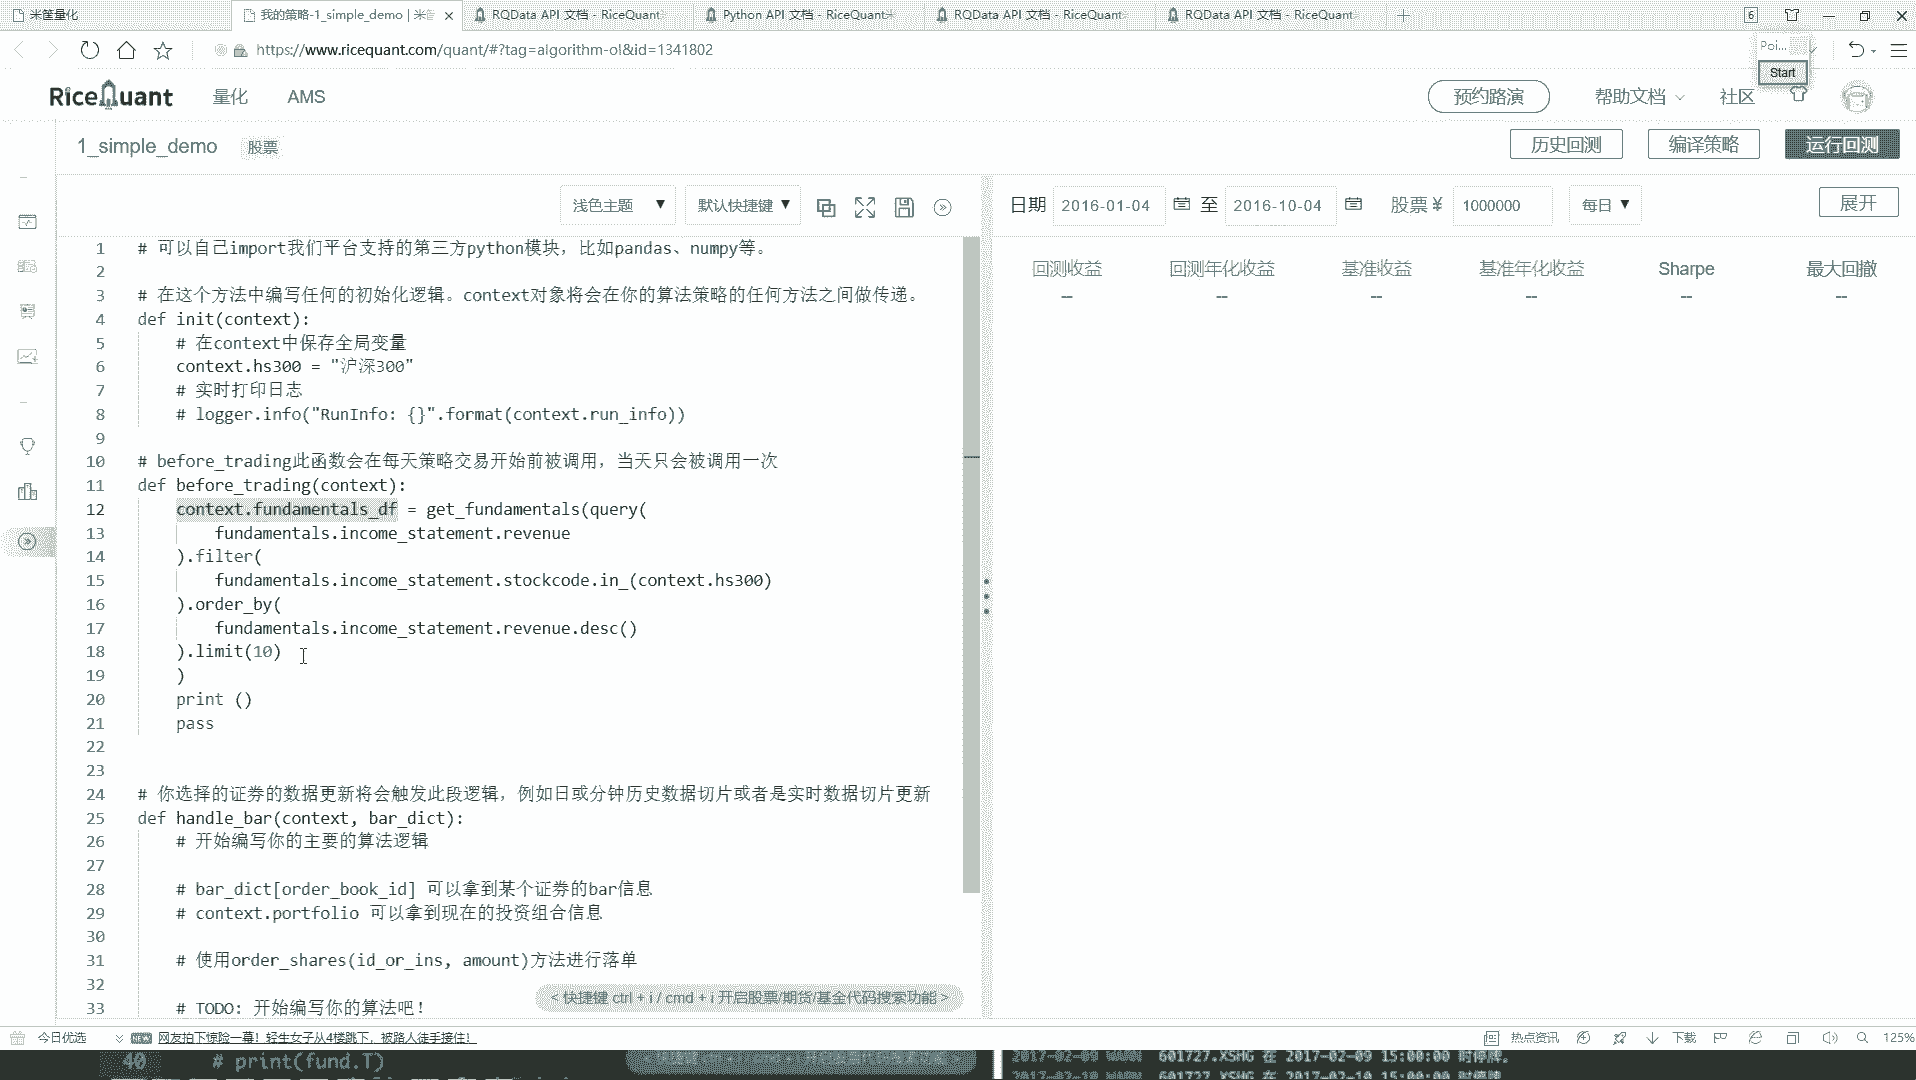 米筐量化
我的策略-1_simple_demo | 米筐
RQData API 文档 - RiceQuant
Python API 文档 - RiceQuant
RQData API 文档 - RiceQuant
RQData API 文档 - RiceQuant
6
https://www.ricequant.com/quant/#?tag=algorithm-ol&id=1341802
Poi...
Start
RiceQuant
量化
AMS
预约路演
帮助文档
社区
1_simple_demo
股票
历史回测
编译策略
运行回测
浅色主题
默认快捷键
日期 2016-01-04 至 2016-10-04 股票 ¥ 1000000 每日
展开
回测收益 回测年化收益 基准收益 基准年化收益 Sharpe 最大回撤
-- -- -- -- -- --
1 # 可以自己import我们平台支持的第三方python模块，比如pandas、numpy等。
2
3 # 在这个方法中编写任何的初始化逻辑。context对象将会在你的算法策略的任何方法之间做传递。
4 def init(context):
5 # 在context中保存全局变量
6 context.hs300 = "沪深300"
7 # 实时打印日志
8 # logger.info("RunInfo: {}".format(context.run_info))
9
10 # before_trading此函数会在每天策略交易开始前被调用，当天只会被调用一次
11 def before_trading(context):
12 context.fundamentals_df = get_fundamentals(query(
13 fundamentals.income_statement.revenue
14 ).filter(
15 fundamentals.income_statement.stockcode.in_(context.hs300)
16 ).order_by(
17 fundamentals.income_statement.revenue.desc()
18 ).limit(10)
19 )
20 print ()
21 pass
22
23
24 # 你选择的证券的数据更新将会触发此段逻辑，例如日或分钟历史数据切片或者是实时数据切片更新
25 def handle_bar(context, bar_dict):
26 # 开始编写你的主要的算法逻辑
27
28 # bar_dict[order_book_id] 可以拿到某个证券的bar信息
29 # context.portfolio 可以拿到现在的投资组合信息
30
31 # 使用order_shares(id_or_ins, amount)方法进行落单
32
33 # TODO: 开始编写你的算法吧！
< 快捷键 ctrl + i / cmd + i 开启股票/期货/基金代码搜索功能 >
今日优选
NEW
网友拍下惊险一幕！轻生女子从4楼跳下，被路人徒手接住！
热点资讯
下载
125%
40 # print(fund.T)
2017-02-09 WARN 601727.XSHG 在 2017-02-09 15:00:00 时停牌。
2017-02-10 WARN 601727.XSHG 在 2017-02-10 15:00:00 时停牌。